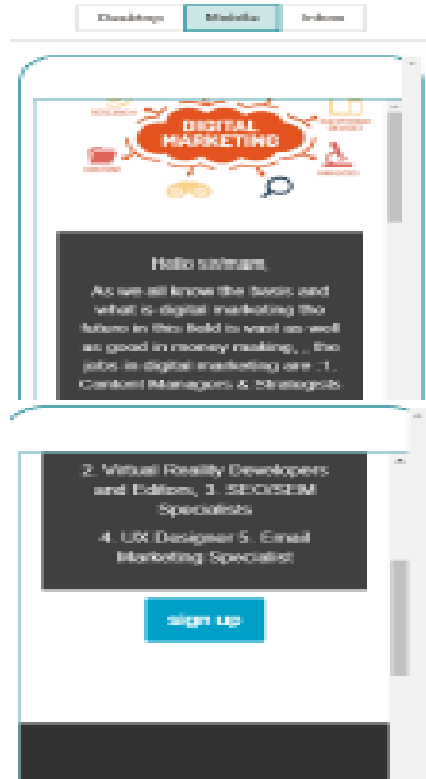 Desktop Mobile Inbox
DIGITAL
MARKETING
Hello sir/mam,
As we all know the basis and
what is digital marketing the
future in this field is vast as well
as good in money making, , the
jobs in digital marketing are :1.
Content Managers & Strategists
2. Virtual Reality Developers
and Editors, 3. SEO/SEM
Specialists
4. UX Designer 5. Email
Marketing Specialist
sign up